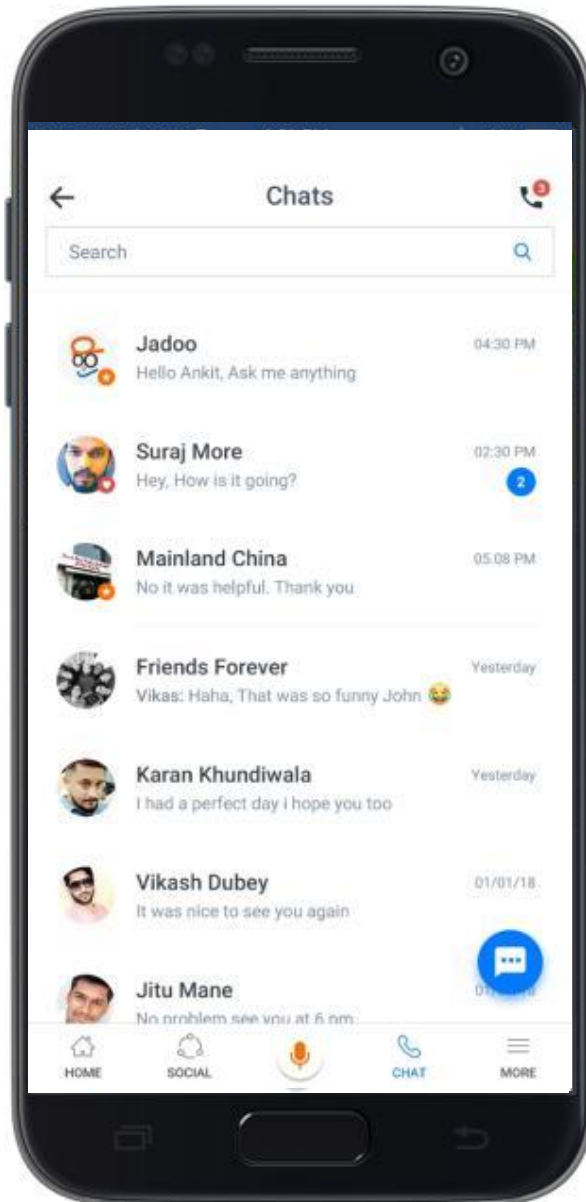 Chats
3
Search
Jadoo 04:30 PM
Hello Ankit, Ask me anything
Suray More 02:30 PM
Hey, How is it going? 2
Mainland China 05.08 PM
No it was helpful. Thank you
Friends Forever Yesterday
Vikas: Haha, That was so funny John 😂
Karan Khundiwala Yesterday
I had a perfect day i hope you too
Vikash Dubey 01/01/18
It was nice to see you again
Jitu Mane
No problem see you at 6 pm
HOME SOCIAL CHAT MORE